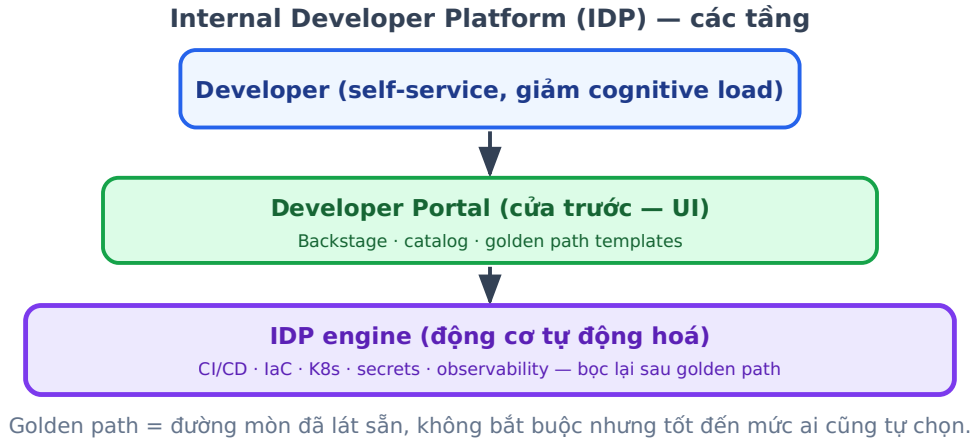 Internal Developer Platform (IDP) — các tầng
Developer (self-service, giảm cognitive load)
Developer Portal (cửa trước — UI)
Backstage · catalog · golden path templates
IDP engine (động cơ tự động hoá)
CI/CD · IaC · K8s · secrets · observability — bọc lại sau golden path
Golden path = đường mòn đã lát sẵn, không bắt buộc nhưng tốt đến mức ai cũng tự chọn.